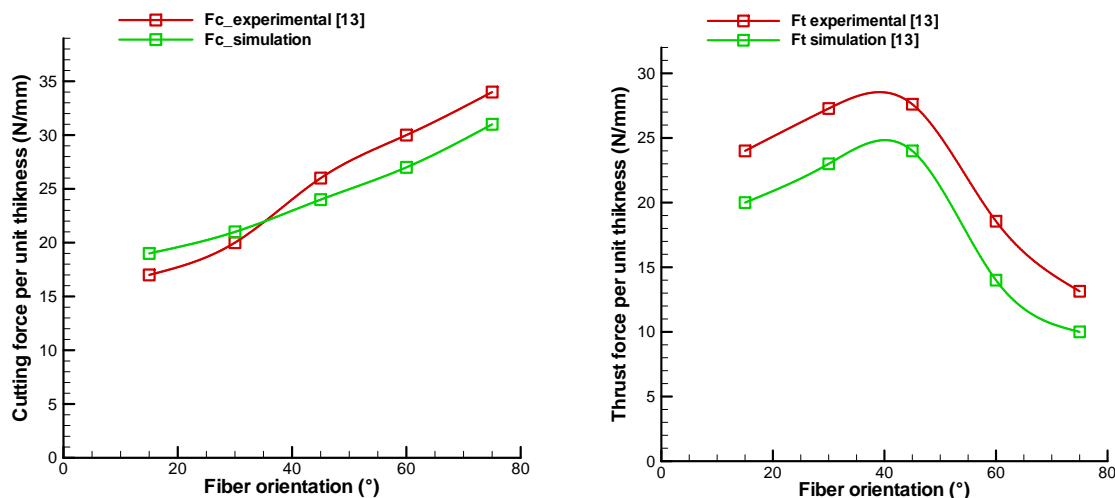 Fc_experimental [13]
Fc_simulation
Cutting force per unit thikness (N/mm)
35
30
25
20
15
10
5
0
0 20 40 60 80
Fiber orientation (°)
Ft experimental [13]
Ft simulation [13]
Thrust force per unit thikness (N/mm)
30
25
20
15
10
5
0
0 20 40 60 80
Fiber orientation (°)